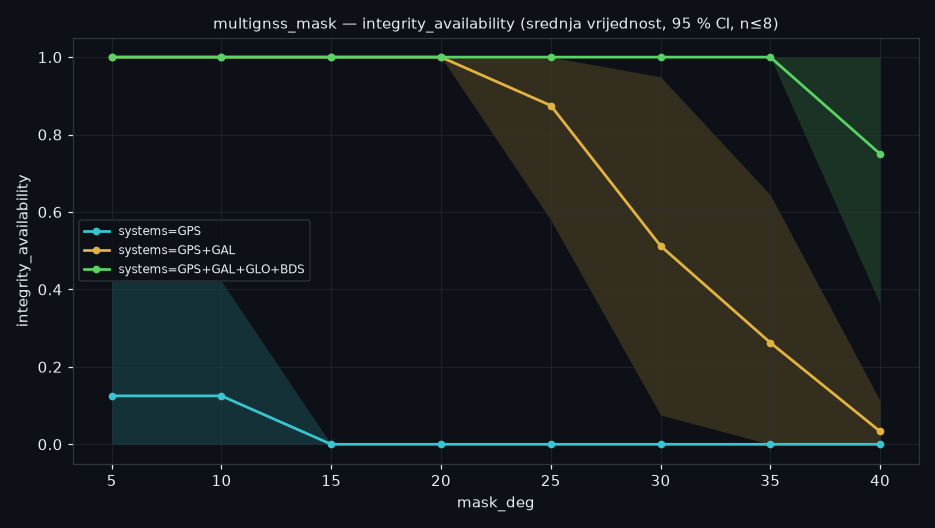 multignss_mask — integrity_availability (srednja vrijednost, 95 % CI, n≤8)
integrity_availability
1.0
0.8
0.6
0.4
0.2
0.0
systems=GPS
systems=GPS+GAL
systems=GPS+GAL+GLO+BDS
5 10 15 20 25 30 35 40
mask_deg